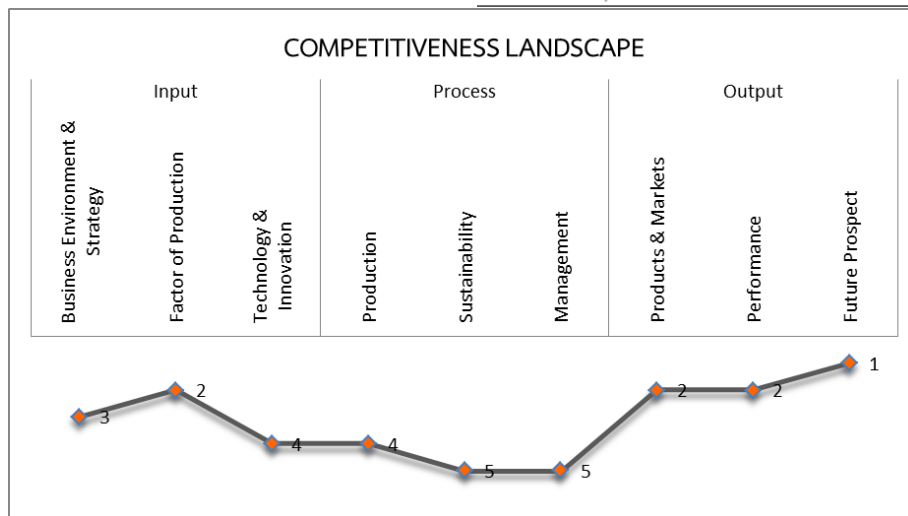 COMPETITIVENESS LANDSCAPE
Input
Process
Output
Business Environment &
Strategy
Factor of Production
Technology &
Innovation
Production
Sustainability
Management
Products & Markets
Performance
Future Prospect
3
2
4
4
5
5
2
2
1